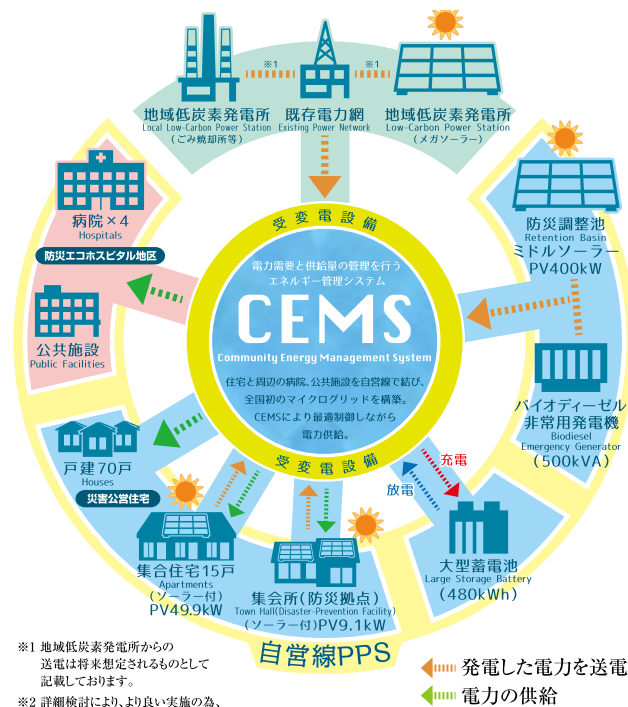 ※1
※1
地域低炭素発電所
Local Low-Carbon Power Station
(ごみ焼却所等)
既存電力網
Existing Power Network
地域低炭素発電所
Low-Carbon Power Station
(メガソーラー)
病院×4
Hospitals
防災エコホスピタル地区
公共施設
Public Facilities
防災調整池
Retention Basin
ミドルソーラー
PV400kW
バイオディーゼル
非常用発電機
Biodiesel
Emergency Generator
(500kVA)
受変電設備
電力需要と供給量の管理を行う
エネルギー管理システム
CEMS
Community Energy Management System
住宅と周辺の病院、公共施設を自営線で結び、
全国初のマイクログリッドを構築。
CEMSにより最適制御しながら
電力供給。
受変電設備
戸建70戸
Houses
災害公営住宅
集合住宅15戸
Apartments
(ソーラー付)
PV49.9kW
集会所(防災拠点)
Town Hall(Disaster-Prevention Facility)
(ソーラー付)PV9.1kW
充電
放電
大型蓄電池
Large Storage Battery
(480kWh)
自営線PPS
※1 地域低炭素発電所からの
送電は将来想定されるものとして
記載しております。
※2 詳細検討により、より良い実施の為、
発電した電力を送電
電力の供給